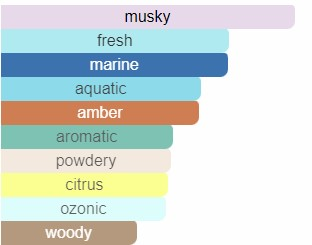 musky
fresh
marine
aquatic
amber
aromatic
powdery
citrus
ozonic
woody